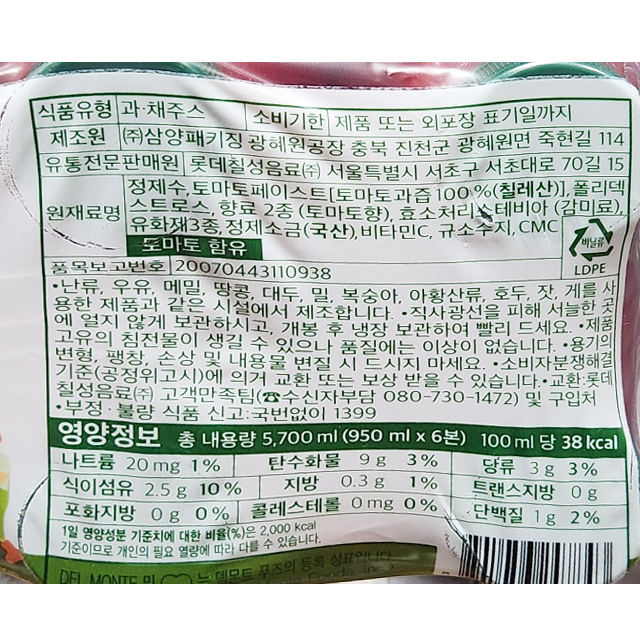 식품유형 과·채주스 소비기한 제품 또는 외포장 표기일까지
제조원 ㈜삼양패키징 광혜원공장 충북 진천군 광혜원면 죽현길 114
유통전문판매원 롯데칠성음료㈜ 서울특별시 서초구 서초대로 70길 15
원재료명 정제수,토마토페이스트[토마토과즙100%(칠레산)], 폴리덱
스트로스, 향료 2종 (토마토향), 효소처리스테비아 (감미료),
유화제3종, 정제소금(국산), 비타민C, 규소수지, CMC
토마토 함유
비닐류
LDPE
품목보고번호 20070443110938
•난류, 우유, 메밀, 땅콩, 대두, 밀, 복숭아, 아황산류, 호두, 잣, 게를 사
용한 제품과 같은 시설에서 제조합니다. •직사광선을 피해 서늘한 곳
에 얼지 않게 보관하시고, 개봉 후 냉장 보관하여 빨리 드세요. •제품
고유의 침전물이 생길 수 있으나 품질에는 이상이 없습니다. •용기의
변형, 팽창, 손상 및 내용물 변질 시 드시지 마세요. •소비자분쟁해결
기준(공정위고시)에 의거 교환 또는 보상 받을 수 있습니다. •교환:롯데
칠성음료㈜ 고객만족팀(☎수신자부담 080-730-1472) 및 구입처
•부정·불량 식품 신고:국번없이 1399
영양정보 총 내용량 5,700 ml (950 ml x 6본) 100 ml 당 38 kcal
나트륨 20 mg 1% 탄수화물 9 g 3% 당류 3 g 3%
식이섬유 2.5 g 10% 지방 0.3 g 1% 트랜스지방 0 g
포화지방 0 g 0% 콜레스테롤 0 mg 0% 단백질 1 g 2%
1일 영양성분 기준치에 대한 비율(%)은 2,000 kcal
기준이므로 개인의 필요 열량에 따라 다를 수 있습니다.
DEL MONTE 및 는 델몬트 푸즈의 등록 상표입니다
Foods, Inc.